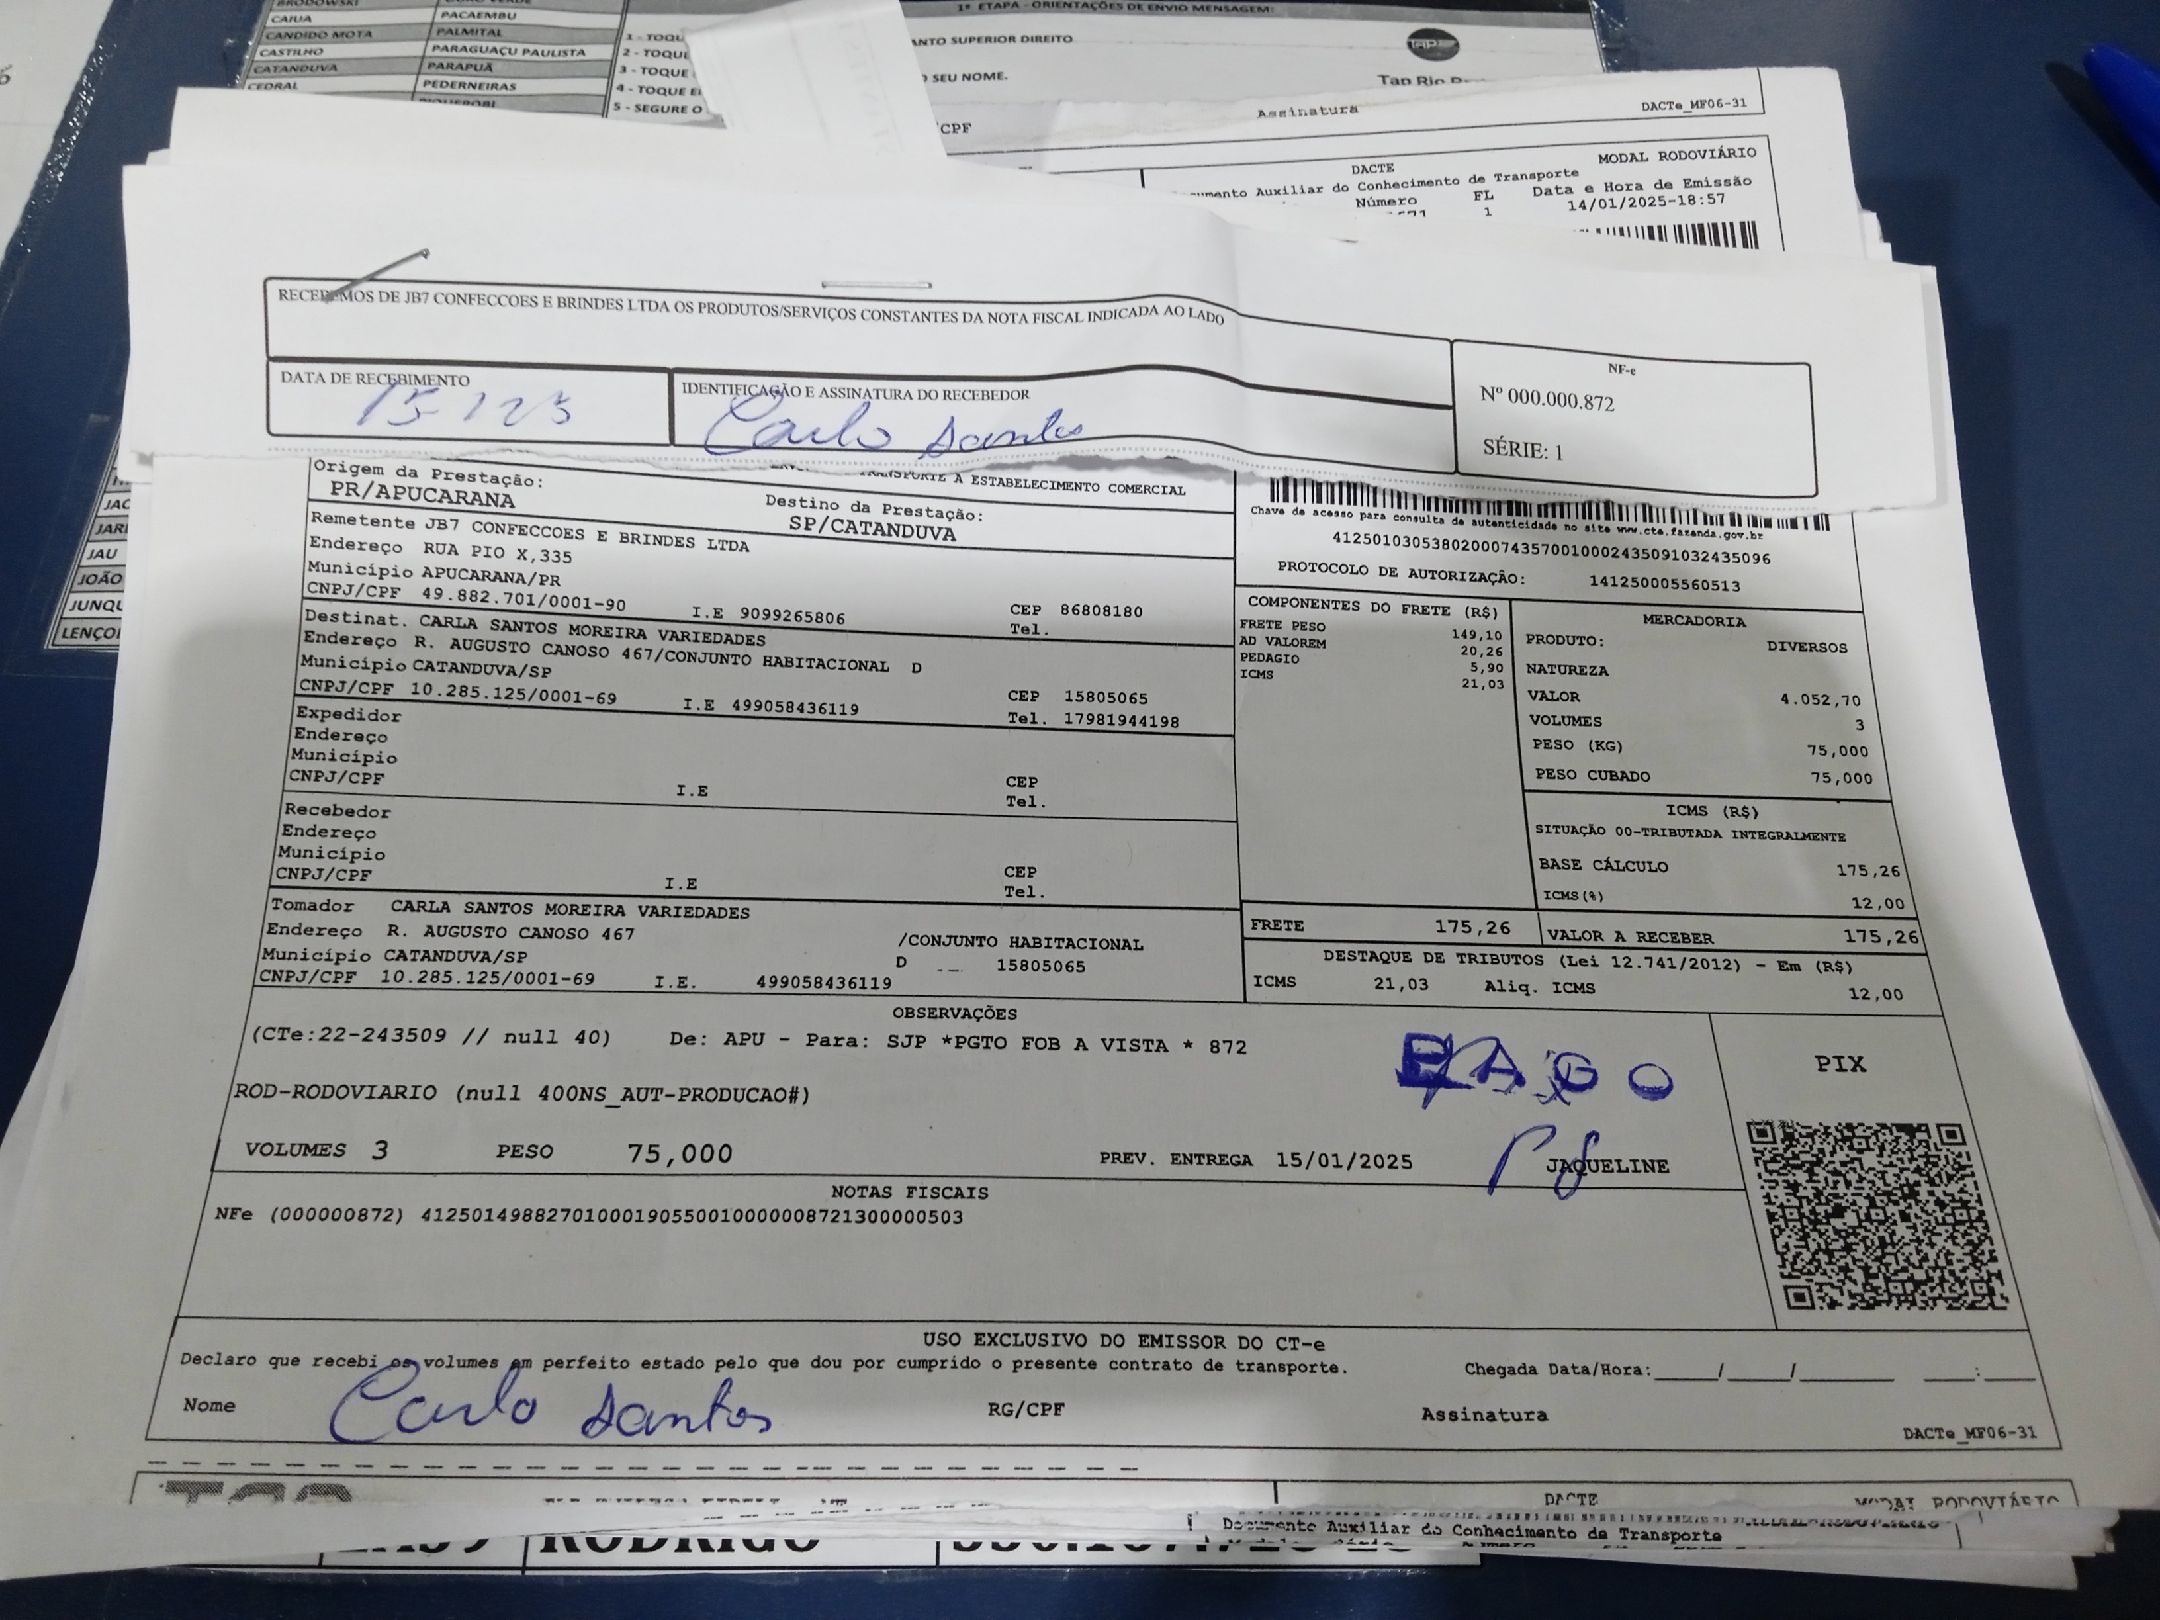 BRODOWSKI
CAIUA PACAEMBU
CANDIDO MOTA PALMITAL
CASTILHO PARAGUAÇU PAULISTA
CATANDUVA PARAPUÃ
CEDRAL PEDERNEIRAS
1ª ETAPA - ORIENTAÇÕES DE ENVIO MENSAGEM:
1 - TOQU
2 - TOQUE
3 - TOQUE
4 - TOQUE E
5 - SEGURE O
ANTO SUPERIOR DIREITO
SEU NOME.
Assinatura
/CPF
DACTe_MF06-31
DACTE MODAL RODOVIÁRIO
Documento Auxiliar do Conhecimento de Transporte
Número FL Data e Hora de Emissão
1 14/01/2025-18:57
RECEBEMOS DE JB7 CONFECCOES E BRINDES LTDA OS PRODUTOS/SERVIÇOS CONSTANTES DA NOTA FISCAL INDICADA AO LADO
DATA DE RECEBIMENTO
15 1 25
IDENTIFICAÇÃO E ASSINATURA DO RECEBEDOR
Carlo Santos
NF-e
Nº 000.000.872
SÉRIE: 1
JAC
JARI
JAU
JOÃO
JUNQU
LENÇOI
TRANSPORTE A ESTABELECIMENTO COMERCIAL
Origem da Prestação:
PR/APUCARANA
Destino da Prestação:
SP/CATANDUVA
Remetente JB7 CONFECCOES E BRINDES LTDA
Endereço RUA PIO X,335
Município APUCARANA/PR
CNPJ/CPF 49.882.701/0001-90 I.E 9099265806 CEP 86808180
Tel.
Destinat. CARLA SANTOS MOREIRA VARIEDADES
Endereço R. AUGUSTO CANOSO 467/CONJUNTO HABITACIONAL D
Município CATANDUVA/SP
CNPJ/CPF 10.285.125/0001-69 I.E 499058436119 CEP 15805065
Tel. 17981944198
Expedidor
Endereço
Município
CNPJ/CPF I.E CEP
Tel.
Recebedor
Endereço
Município
CNPJ/CPF I.E CEP
Tel.
Tomador CARLA SANTOS MOREIRA VARIEDADES
Endereço R. AUGUSTO CANOSO 467 /CONJUNTO HABITACIONAL
Município CATANDUVA/SP D 15805065
CNPJ/CPF 10.285.125/0001-69 I.E. 499058436119
Chave de acesso para consulta de autenticidade no site www.cte.fazenda.gov.br
41250103053802000743570010002435091032435096
PROTOCOLO DE AUTORIZAÇÃO: 141250005560513
COMPONENTES DO FRETE (R$)
FRETE PESO 149,10
AD VALOREM 20,26
PEDAGIO 5,90
ICMS 21,03
MERCADORIA
PRODUTO: DIVERSOS
NATUREZA
VALOR 4.052,70
VOLUMES 3
PESO (KG) 75,000
PESO CUBADO 75,000
ICMS (R$)
SITUAÇÃO 00-TRIBUTADA INTEGRALMENTE
BASE CÁLCULO 175,26
ICMS(%) 12,00
FRETE 175,26 VALOR A RECEBER 175,26
DESTAQUE DE TRIBUTOS (Lei 12.741/2012) - Em (R$)
ICMS 21,03 Aliq. ICMS 12,00
OBSERVAÇÕES
(CTe:22-243509 // null 40) De: APU - Para: SJP *PGTO FOB A VISTA * 872
PAGO
PIX
ROD-RODOVIARIO (null 400NS_AUT-PRODUCAO#)
VOLUMES 3 PESO 75,000 PREV. ENTREGA 15/01/2025 JAQUELINE
NOTAS FISCAIS
NFe (000000872) 41250149882701000190550010000008721300000503
USO EXCLUSIVO DO EMISSOR DO CT-e
Declaro que recebi os volumes em perfeito estado pelo que dou por cumprido o presente contrato de transporte. Chegada Data/Hora:_____/____/________ ____:____
Nome Carlo Santos RG/CPF Assinatura
DACTe_MF06-31
DACTE MODAL RODOVIÁRIO
Documento Auxiliar do Conhecimento de Transporte
RODRIGO